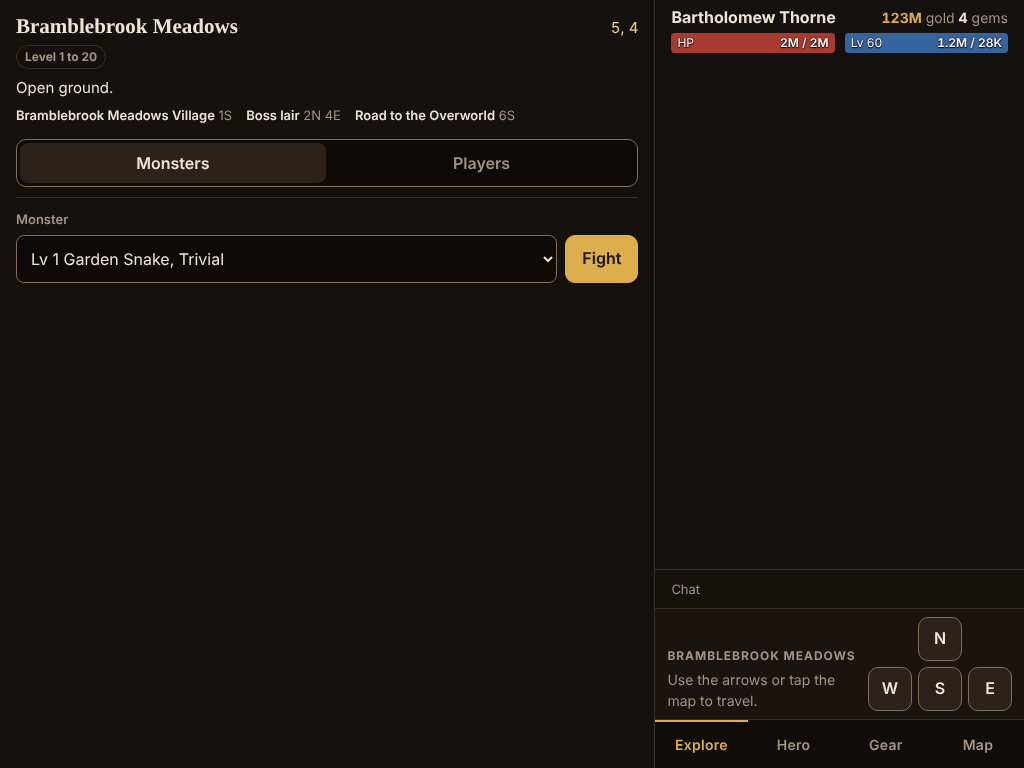 Bramblebrook Meadows
5, 4
Level 1 to 20
Open ground.
Bramblebrook Meadows Village 1S Boss lair 2N 4E Road to the Overworld 6S
Monsters
Players
Monster
Lv 1 Garden Snake, Trivial
Fight
Bartholomew Thorne
123M gold 4 gems
HP 2M / 2M
Lv 60 1.2M / 28K
Chat
BRAMBLEBROOK MEADOWS
Use the arrows or tap the
map to travel.
N
W S E
Explore Hero Gear Map